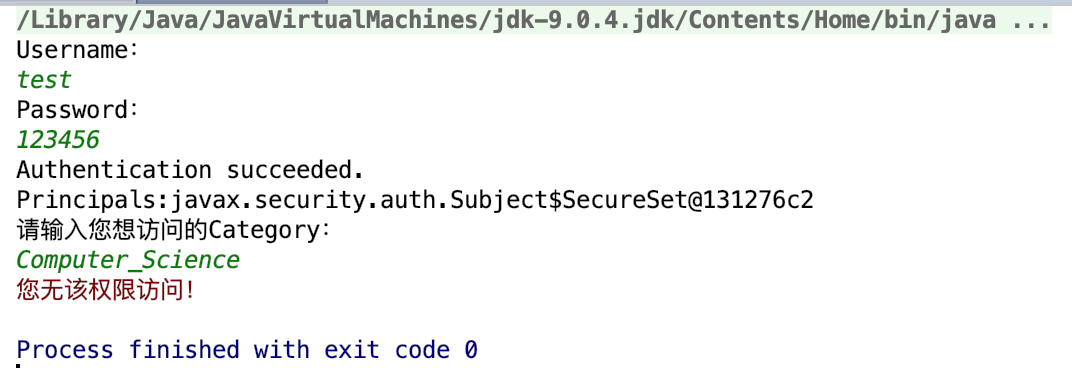 /Library/Java/JavaVirtualMachines/jdk-9.0.4.jdk/Contents/Home/bin/java ...
Username:
test
Password:
123456
Authentication succeeded.
Principals:javax.security.auth.Subject$SecureSet@131276c2
请输入您想访问的Category:
Computer_Science
您无该权限访问!
Process finished with exit code 0